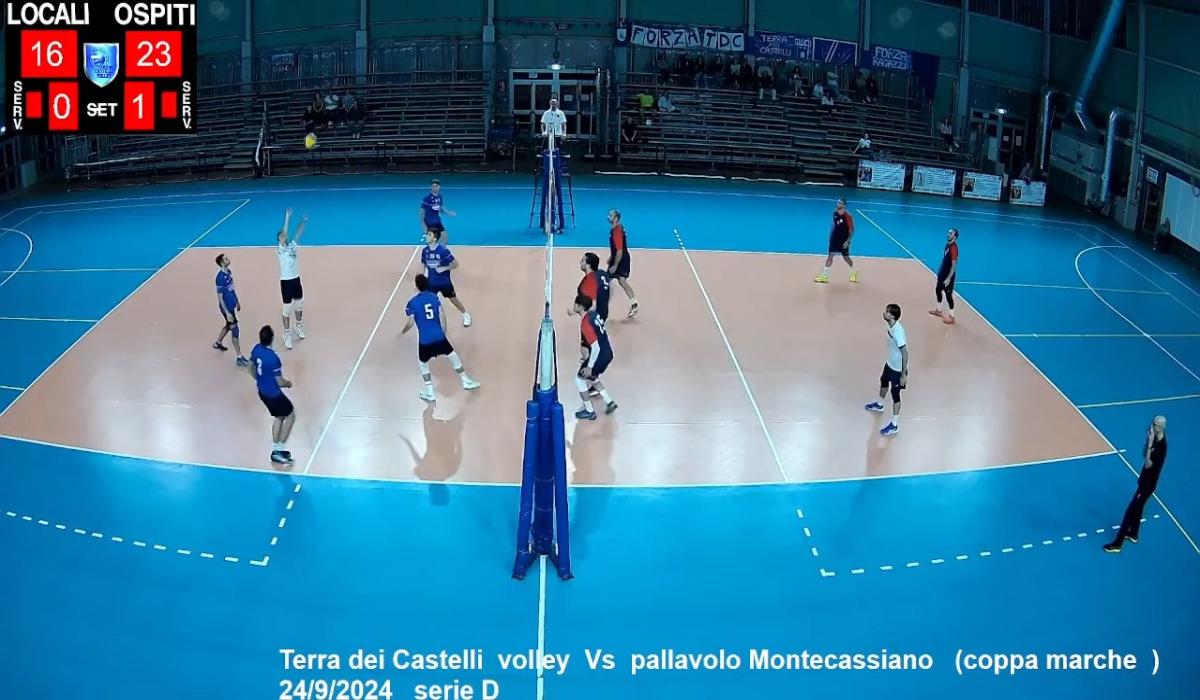 LOCALI OSPITI
16 23
SERV. 0 SET 1 SERV.
FORZA TDC
TERRA DEI
CASTELLI
FORZA
RAGAZZI
5
Terra dei Castelli volley Vs pallavolo Montecassiano (coppa marche )
24/9/2024 serie D